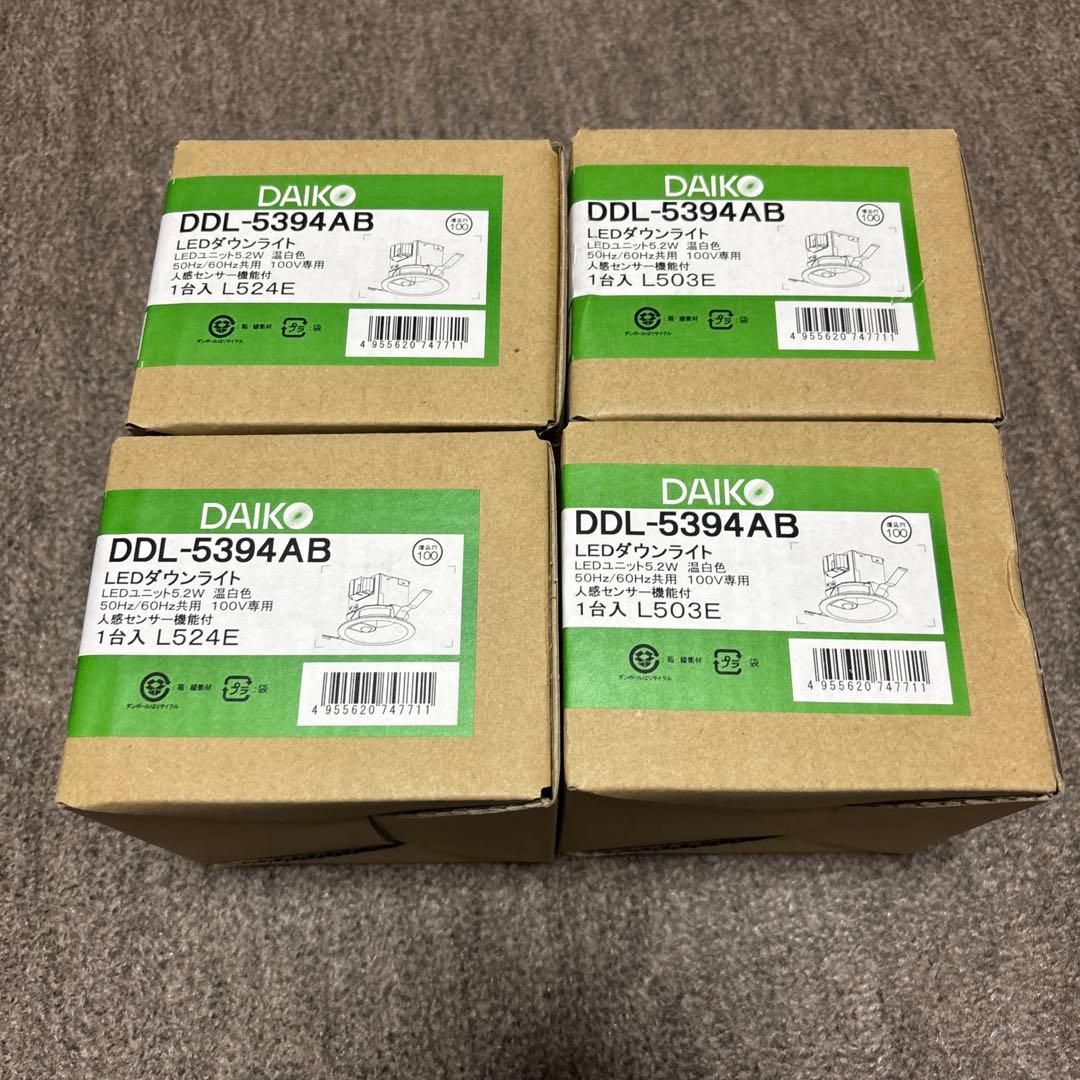 DAIKO
DDL-5394AB
埋込穴
100
LEDダウンライト
LEDユニット5.2W 温白色
50Hz/60Hz共用 100V専用
人感センサー機能付
1台入 L524E
:箱・緩衝材
プラ:袋
ダンボールはリサイクル
4 955620 747711
DAIKO
DDL-5394AB
埋込穴
100
LEDダウンライト
LEDユニット5.2W 温白色
50Hz/60Hz共用 100V専用
人感センサー機能付
1台入 L503E
:箱・緩衝材
プラ:袋
ダンボールはリサイクル
4 955620 747711
DAIKO
DDL-5394AB
埋込穴
100
LEDダウンライト
LEDユニット5.2W 温白色
50Hz/60Hz共用 100V専用
人感センサー機能付
1台入 L524E
:箱・緩衝材
プラ:袋
ダンボールはリサイクル
4 955620 747711
DAIKO
DDL-5394AB
埋込穴
100
LEDダウンライト
LEDユニット5.2W 温白色
50Hz/60Hz共用 100V専用
人感センサー機能付
1台入 L503E
:箱・緩衝材
プラ:袋
ダンボールはリサイクル
4 955620 747711